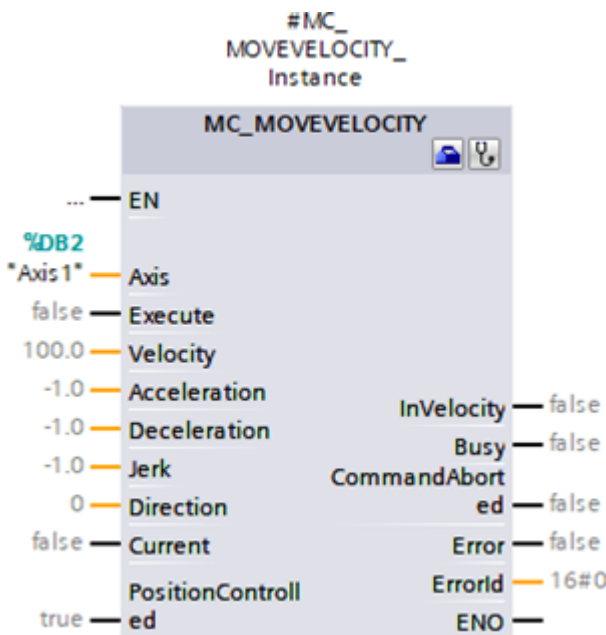 #MC_
MOVEVELOCITY_
Instance
MC_MOVEVELOCITY
... EN
%DB2
"Axis1" Axis
false Execute
100.0 Velocity
-1.0 Acceleration
InVelocity false
-1.0 Deceleration
Busy false
-1.0 Jerk
CommandAbort
0 Direction
ed false
false Current
Error false
PositionControll
ErrorId 16#0
true ed
ENO